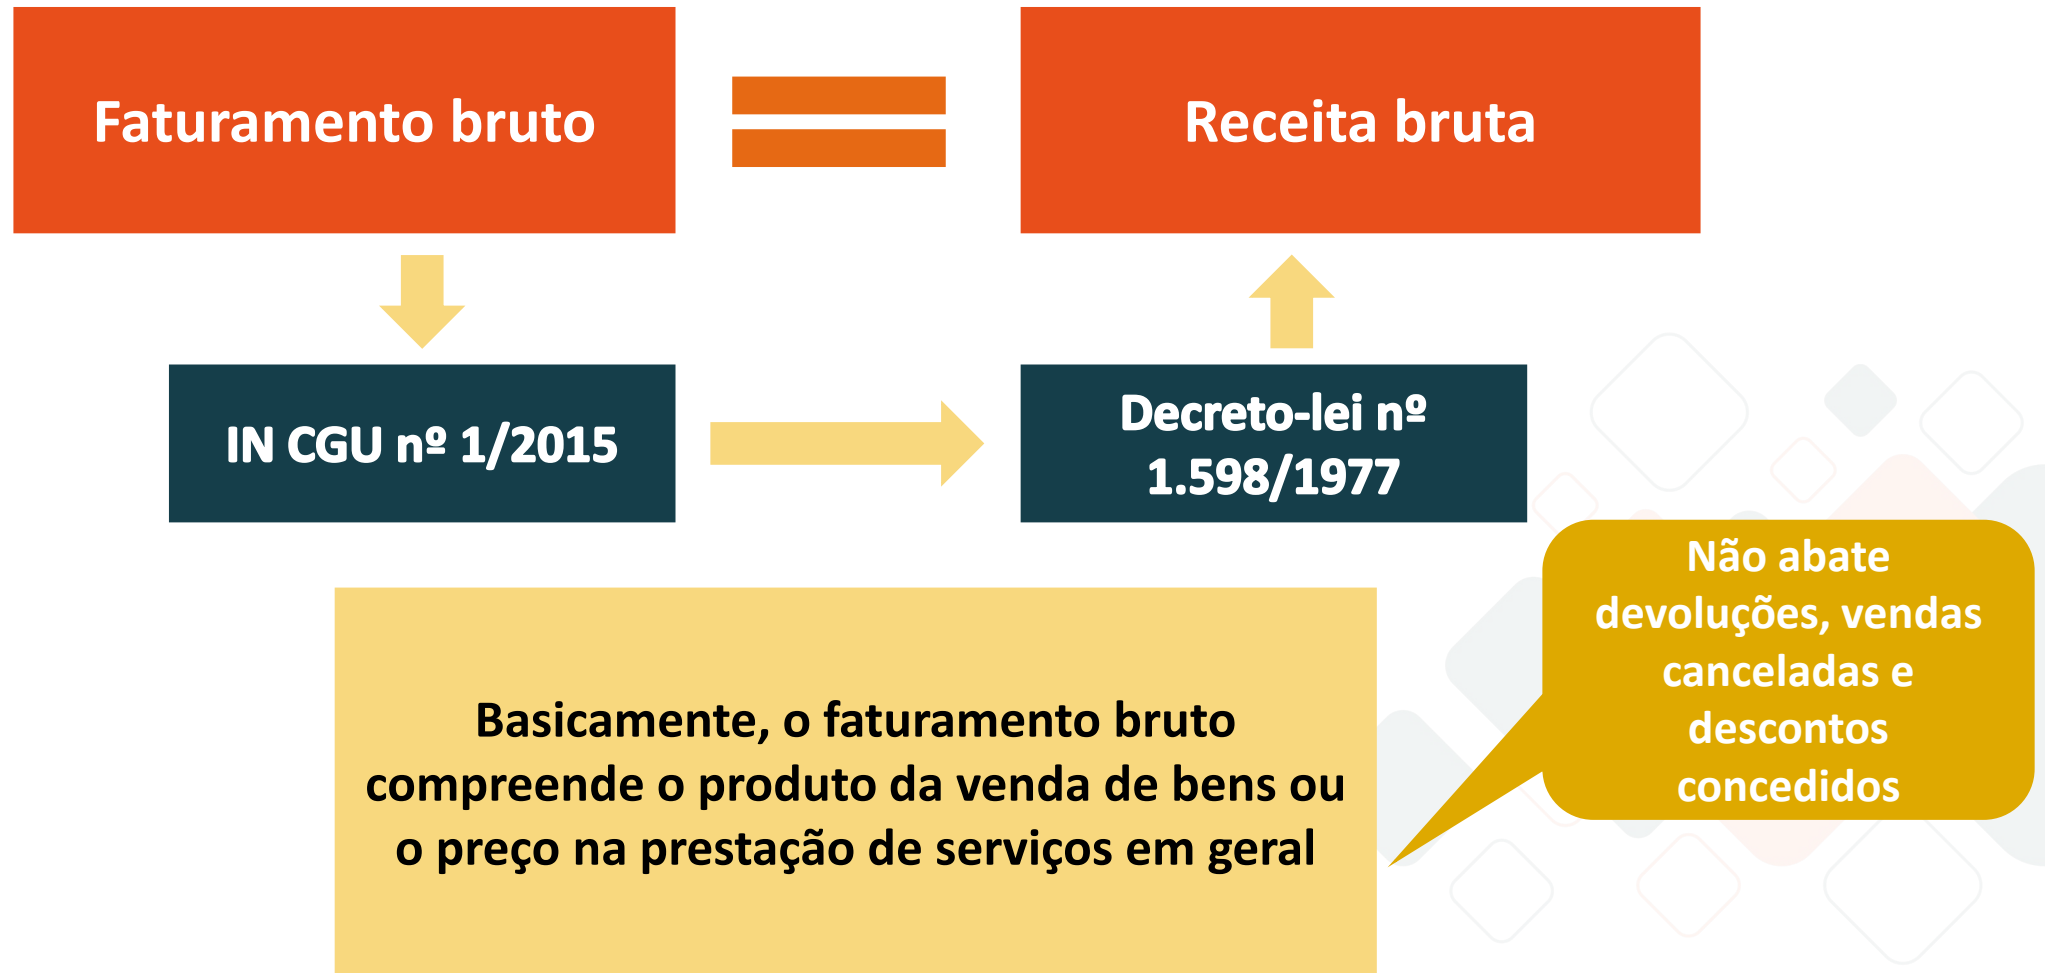 Faturamento bruto
Receita bruta
IN CGU nº 1/2015
Decreto-lei nº
1.598/1977
Não abate
devoluções, vendas
canceladas e
descontos
concedidos
Basicamente, o faturamento bruto
compreende o produto da venda de bens ou
o preço na prestação de serviços em geral